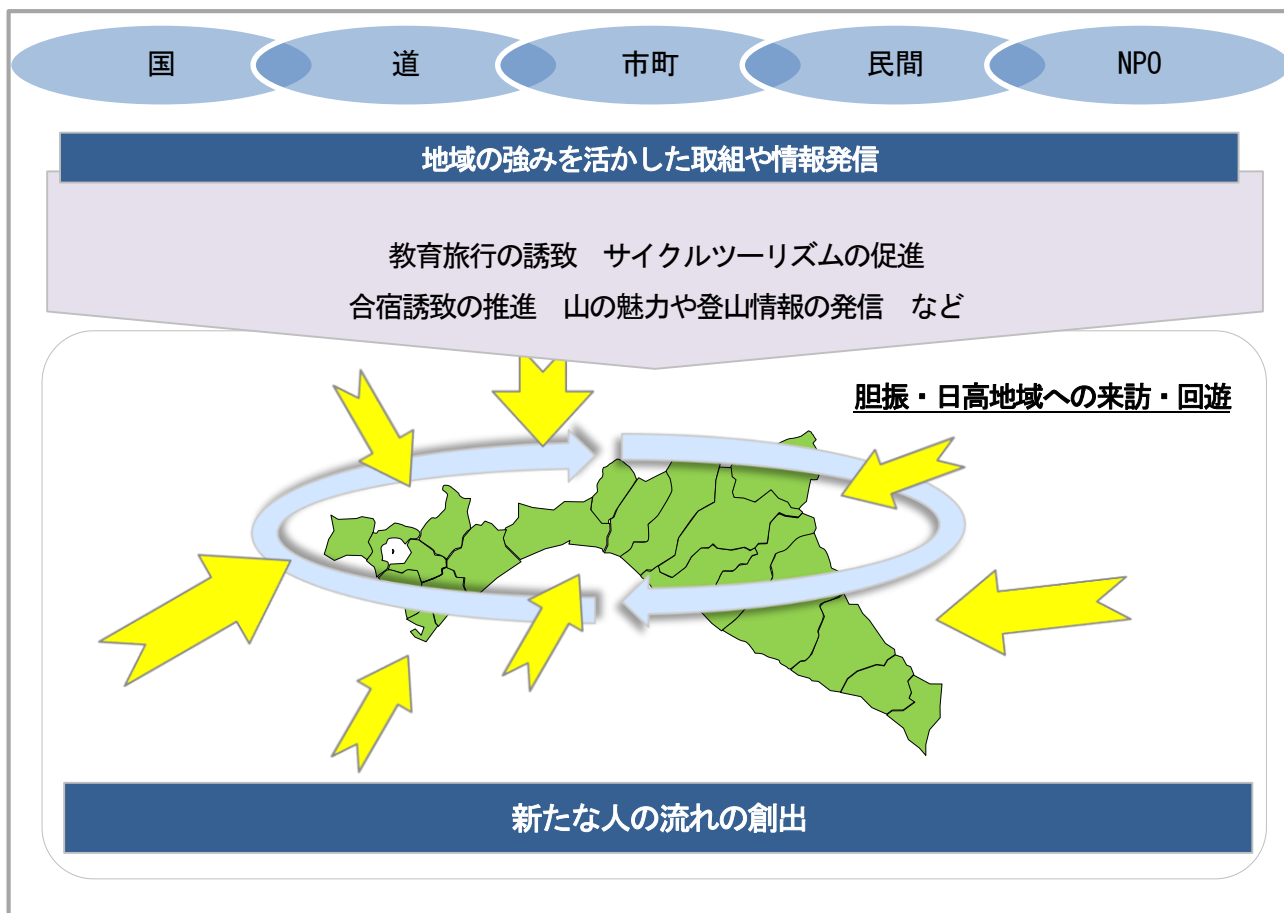 国 道 市町 民間 NPO
地域の強みを活かした取組や情報発信
教育旅行の誘致 サイクルツーリズムの促進
合宿誘致の推進 山の魅力や登山情報の発信 など
胆振・日高地域への来訪・回遊
新たな人の流れの創出